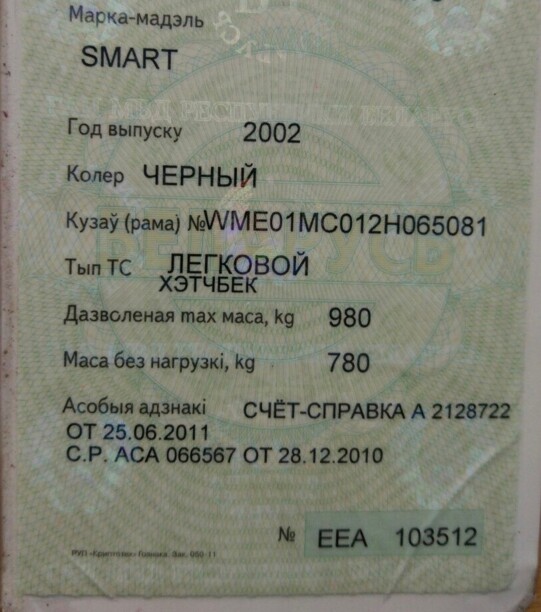 Марка-мадэль
SMART
Год выпуску 2002
Колер ЧЕРНЫЙ
Кузаў (рама) №WME01MC012H065081
Тып ТС ЛЕГКОВОЙ
ХЭТЧБЕК
Дазволеная max маса, kg 980
Маса без нагрузкі, kg 780
Асобыя адзнакі СЧЁТ-СПРАВКА А 2128722
ОТ 25.06.2011
С.Р. АСА 066567 ОТ 28.12.2010
№ ЕЕА 103512